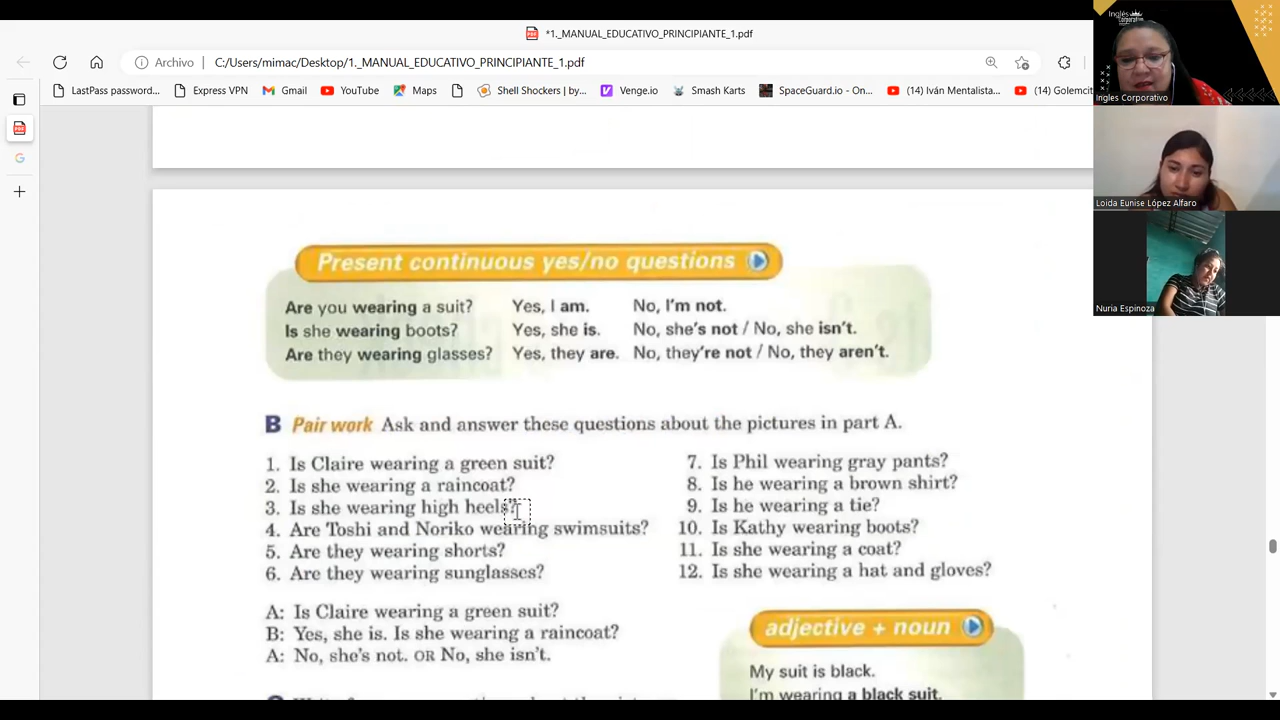 *1._MANUAL_EDUCATIVO_PRINCIPIANTE_1.pdf
Archivo C:/Users/mimac/Desktop/1._MANUAL_EDUCATIVO_PRINCIPIANTE_1.pdf
LastPass password... Express VPN Gmail YouTube Maps Shell Shockers | by... Venge.io Smash Karts SpaceGuard.io - On... (14) Iván Mentalista... (14) Golemcit
Inglés
Corporativo
Ingles Corporativo
Loida Eunise López Alfaro
Nuria Espinoza
Present continuous yes/no questions
Are you wearing a suit? Yes, I am. No, I'm not.
Is she wearing boots? Yes, she is. No, she's not / No, she isn't.
Are they wearing glasses? Yes, they are. No, they're not / No, they aren't.
B Pair work Ask and answer these questions about the pictures in part A.
1. Is Claire wearing a green suit?
2. Is she wearing a raincoat?
3. Is she wearing high heels?
4. Are Toshi and Noriko wearing swimsuits?
5. Are they wearing shorts?
6. Are they wearing sunglasses?
7. Is Phil wearing gray pants?
8. Is he wearing a brown shirt?
9. Is he wearing a tie?
10. Is Kathy wearing boots?
11. Is she wearing a coat?
12. Is she wearing a hat and gloves?
A: Is Claire wearing a green suit?
B: Yes, she is. Is she wearing a raincoat?
A: No, she's not. OR No, she isn't.
adjective + noun
My suit is black.
I'm wearing a black suit.